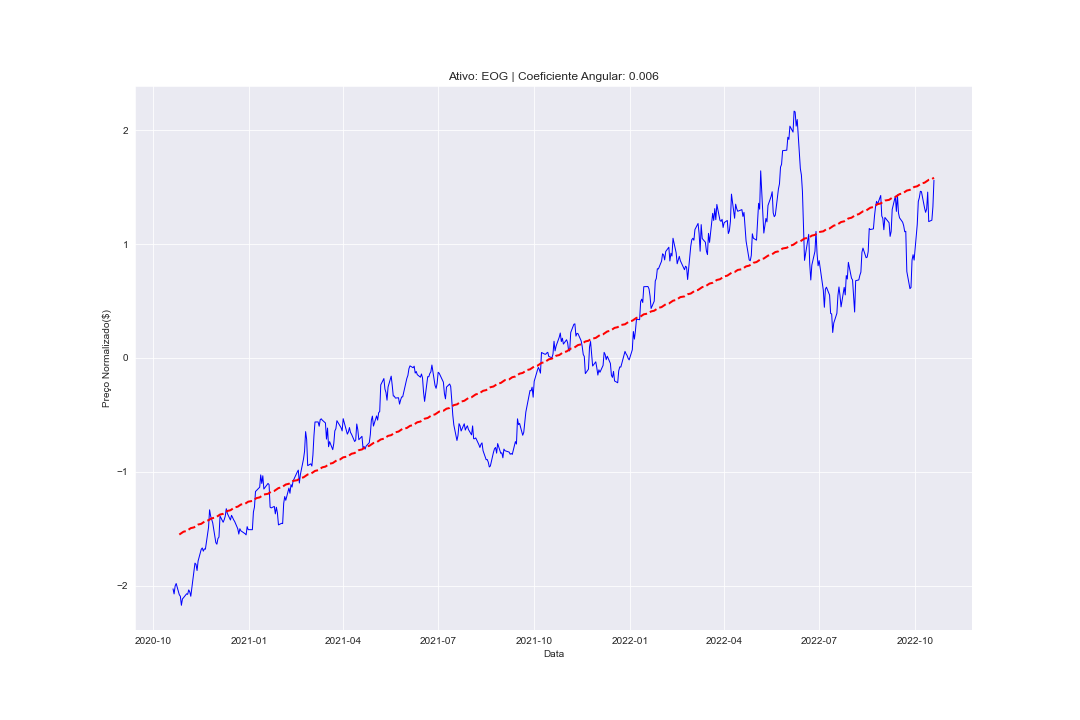 Ativo: EOG | Coeficiente Angular: 0.006
Preço Normalizado($)
2
1
0
−1
−2
2020-10 2021-01 2021-04 2021-07 2021-10 2022-01 2022-04 2022-07 2022-10
Data